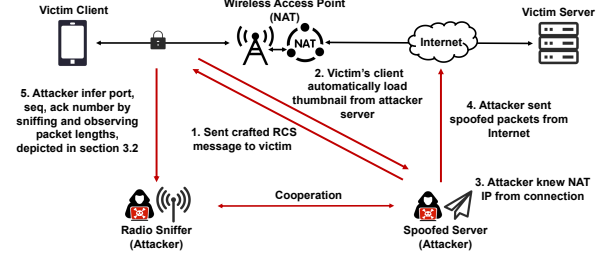 Victim Client
Wireless Access Point
(NAT)
Victim Server
NAT
Internet
5. Attacker infer port,
seq, ack number by
sniffing and observing
packet lengths,
depicted in section 3.2
2. Victim's client
automatically load
thumbnail from attacker
server
1. Sent crafted RCS
message to victim
4. Attacker sent
spoofed packets from
Internet
Cooperation
3. Attacker knew NAT
IP from connection
Radio Sniffer
(Attacker)
Spoofed Server
(Attacker)